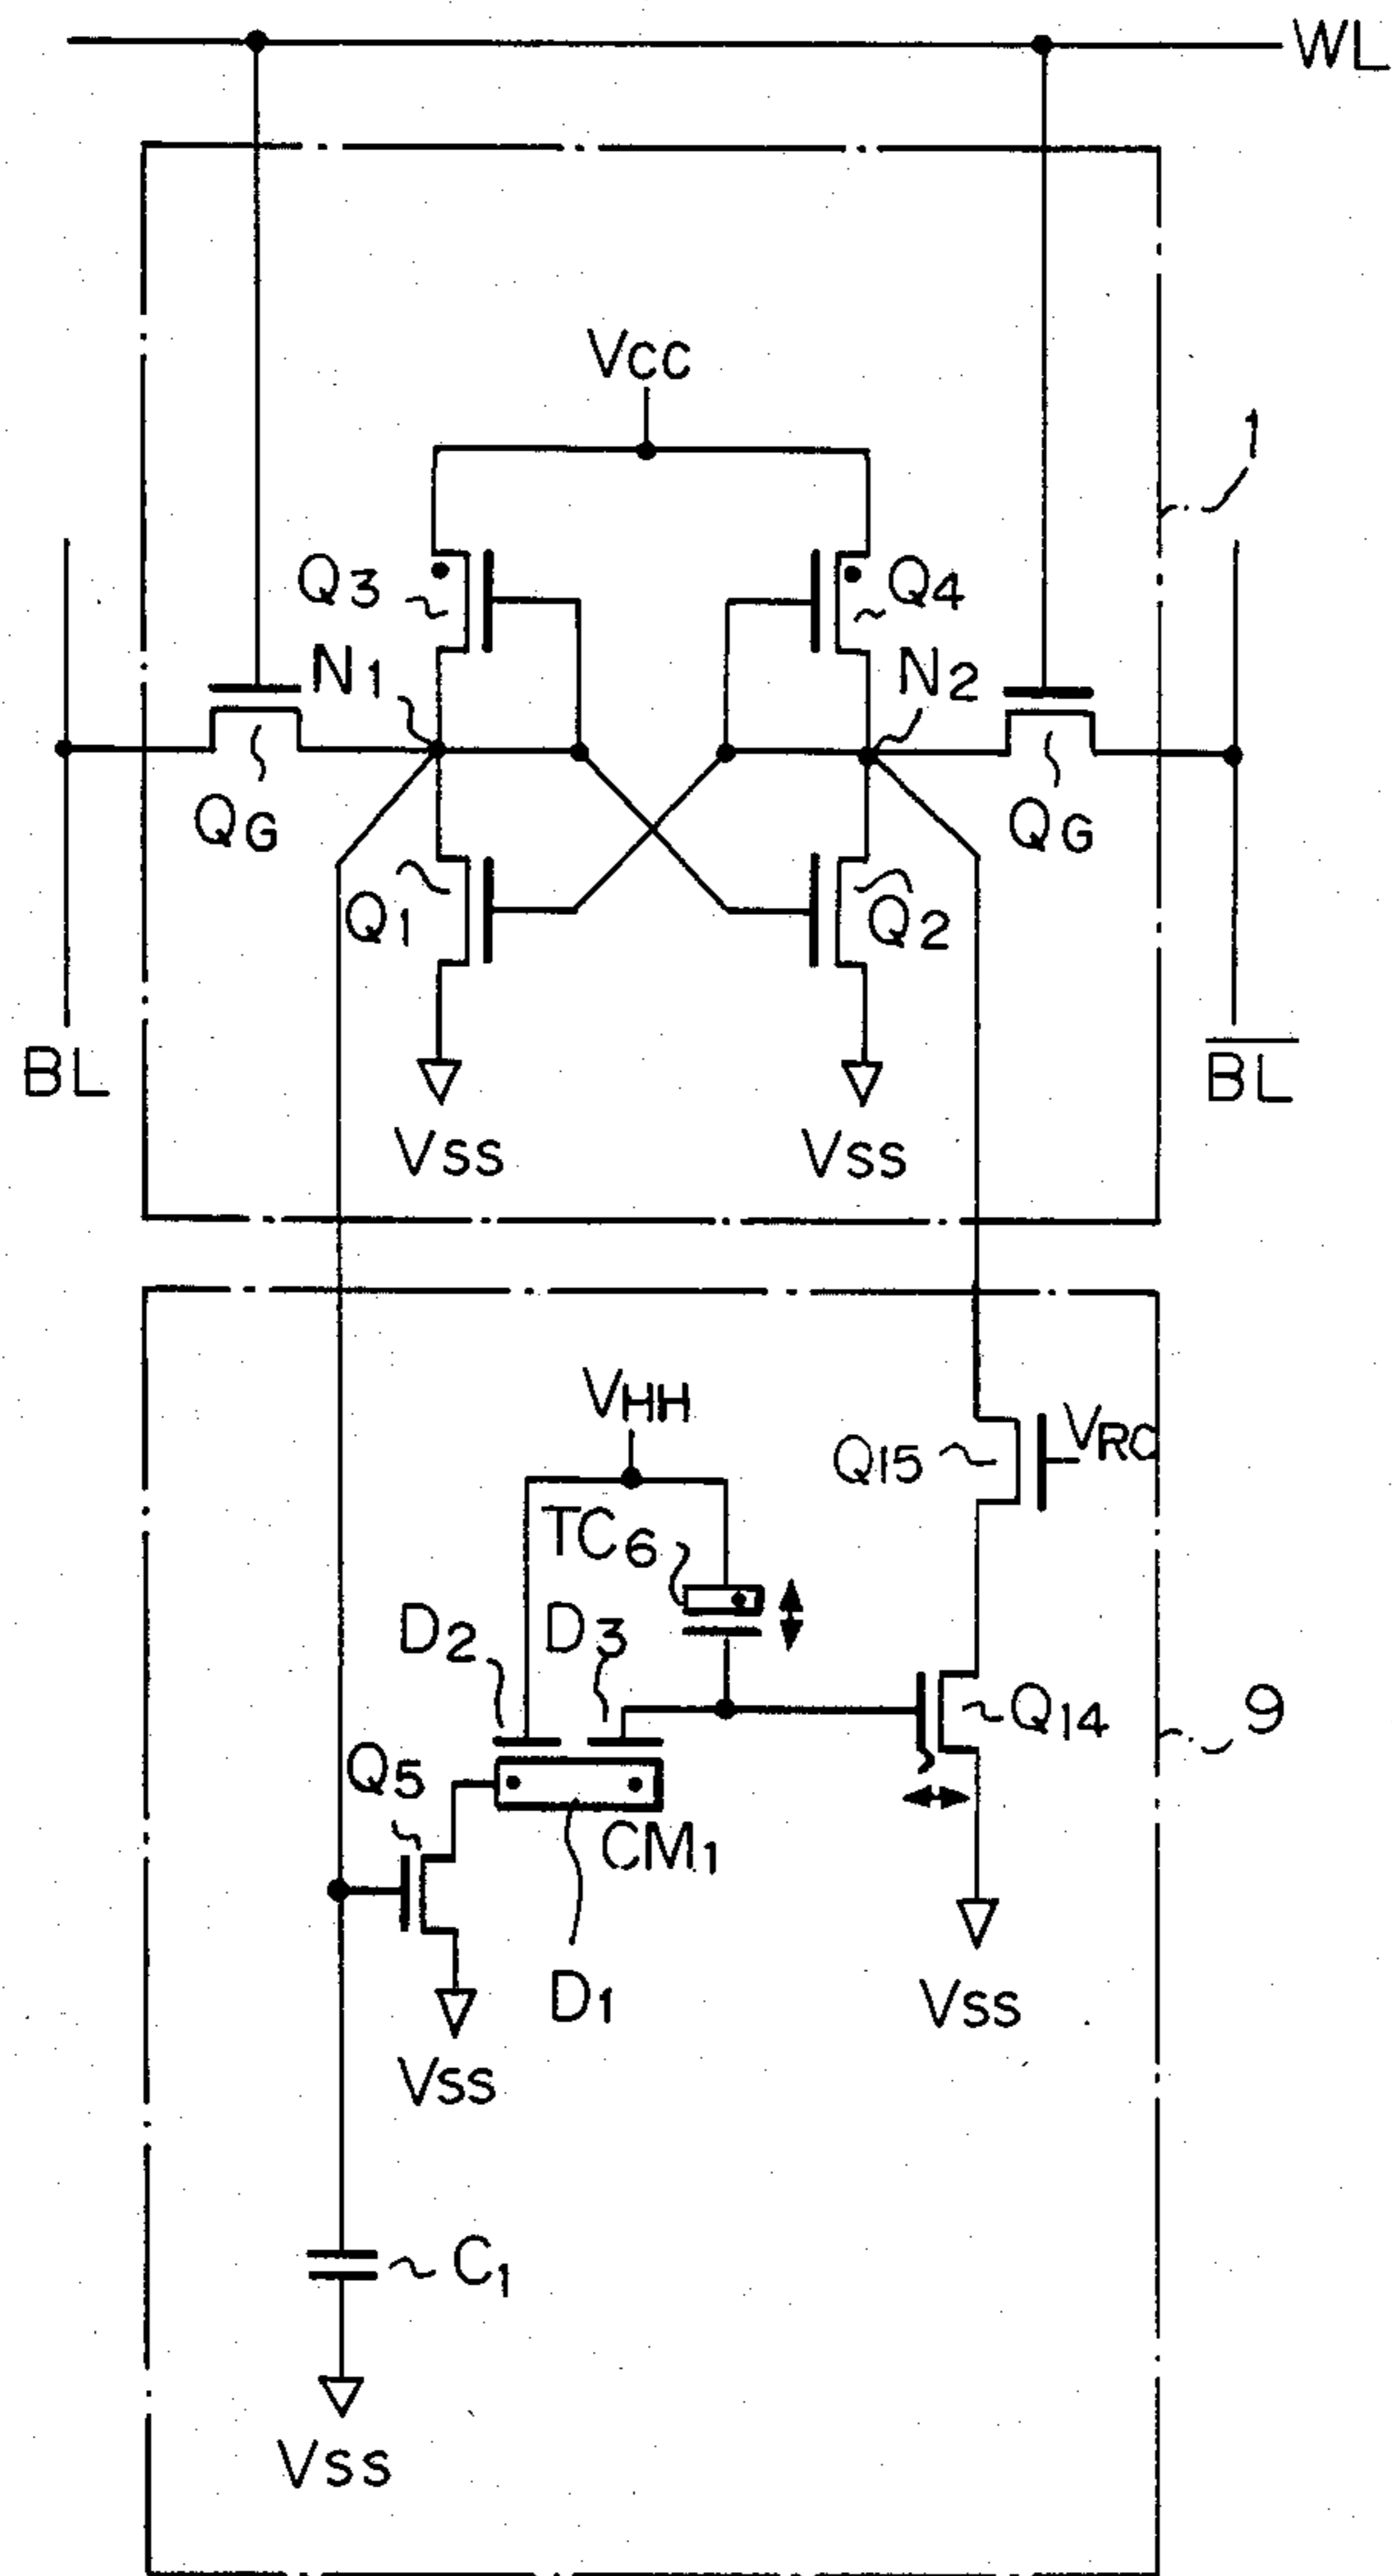 WL
Vcc
1
Q3
Q4
N1
N2
QG
QG
Q1
Q2
BL
BL
Vss
Vss
VHH
VRC
Q15
TC6
D2
D3
Q14
9
Q5
CM1
D1
Vss
Vss
C1
Vss